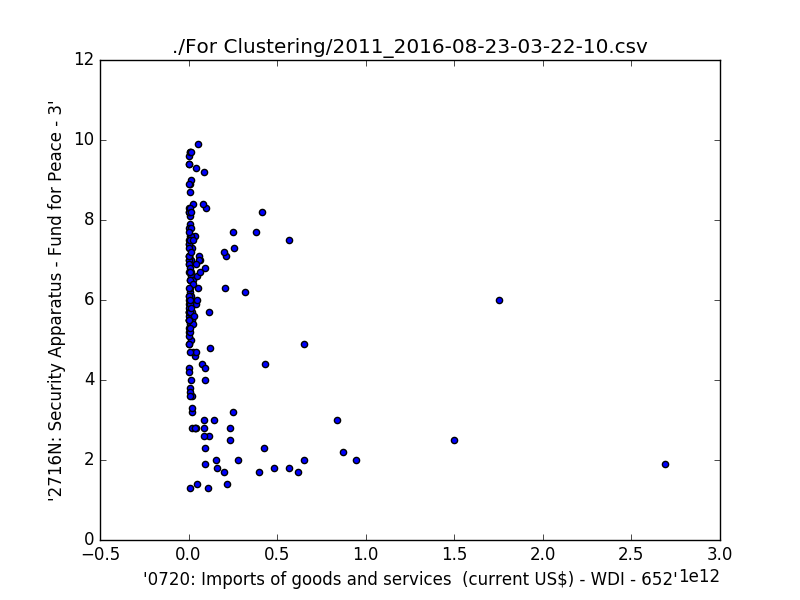 ./For Clustering/2011_2016-08-23-03-22-10.csv
12
10
8
6
4
2
0
'2716N: Security Apparatus - Fund for Peace - 3'
−0.5 0.0 0.5 1.0 1.5 2.0 2.5 3.0
1e12
'0720: Imports of goods and services  (current US$) - WDI - 652'